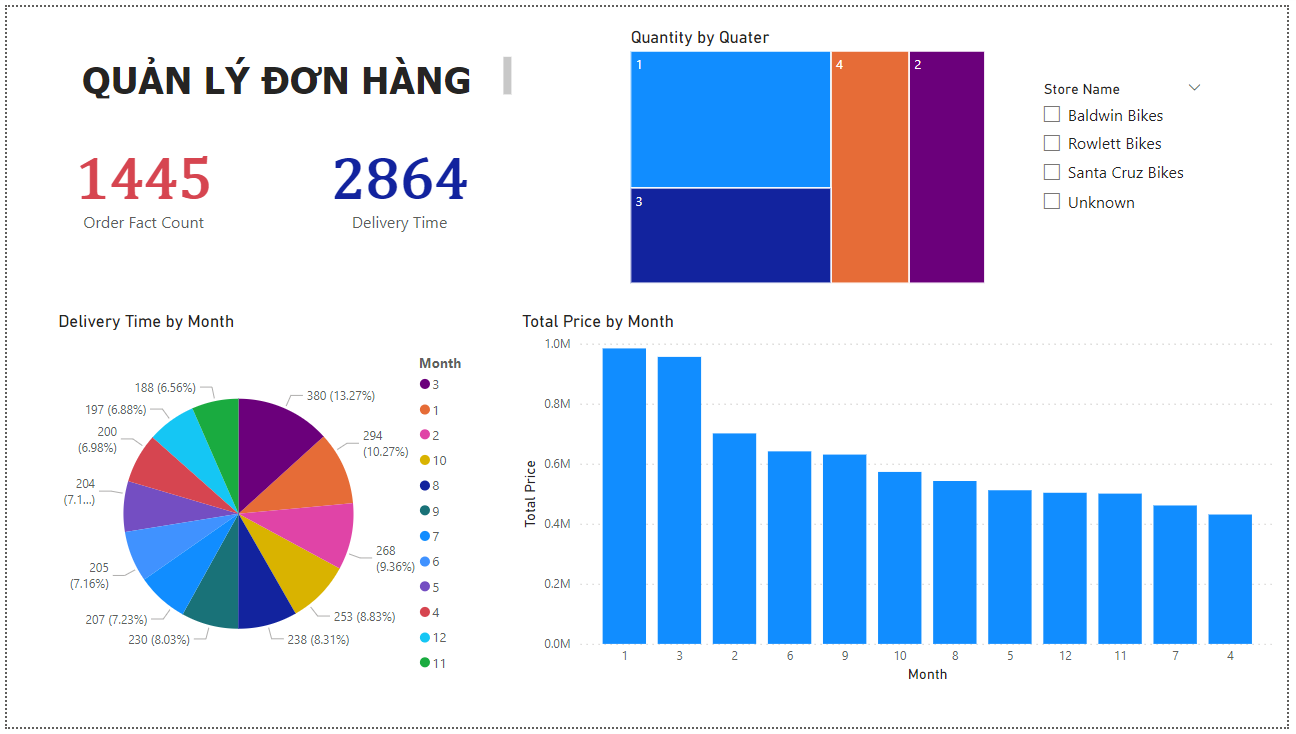 QUẢN LÝ ĐƠN HÀNG
1445
Order Fact Count
2864
Delivery Time
Quantity by Quater
1
4
2
3
Store Name
Baldwin Bikes
Rowlett Bikes
Santa Cruz Bikes
Unknown
Delivery Time by Month
188 (6.56%)
197 (6.88%)
200
(6.98%)
204
(7.1...)
205
(7.16%)
207 (7.23%)
230 (8.03%)
380 (13.27%)
294
(10.27%)
268
(9.36%)
253 (8.83%)
238 (8.31%)
Month
3
1
2
10
8
9
7
6
5
4
12
11
Total Price by Month
Total Price
1.0M
0.8M
0.6M
0.4M
0.2M
0.0M
1 3 2 6 9 10 8 5 12 11 7 4
Month